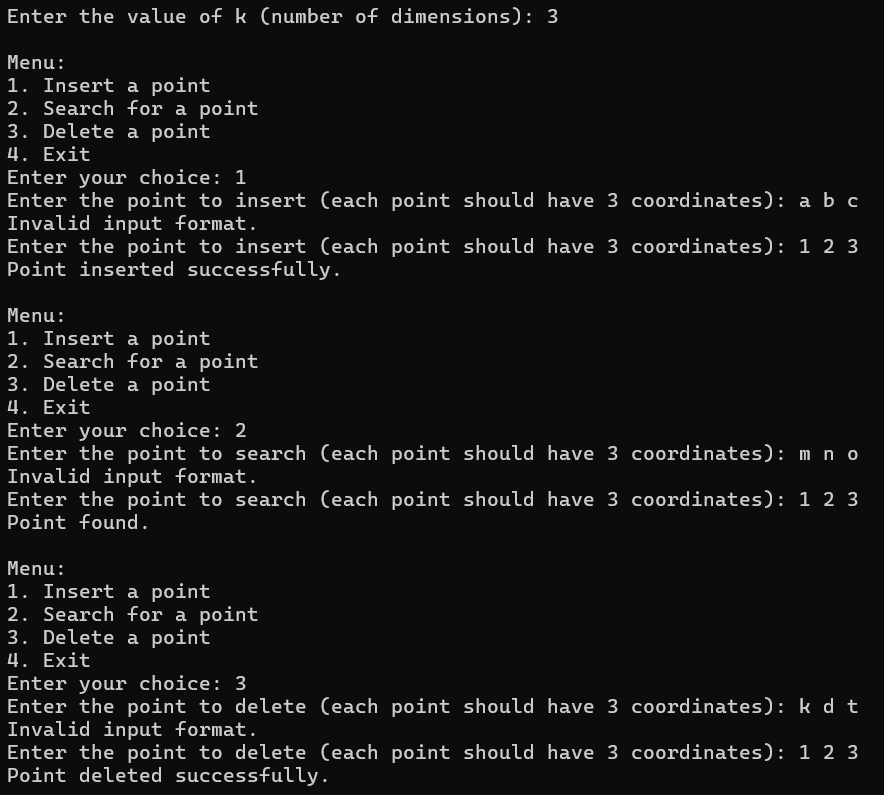 Enter the value of k (number of dimensions): 3

Menu:
1. Insert a point
2. Search for a point
3. Delete a point
4. Exit
Enter your choice: 1
Enter the point to insert (each point should have 3 coordinates): a b c
Invalid input format.
Enter the point to insert (each point should have 3 coordinates): 1 2 3
Point inserted successfully.

Menu:
1. Insert a point
2. Search for a point
3. Delete a point
4. Exit
Enter your choice: 2
Enter the point to search (each point should have 3 coordinates): m n o
Invalid input format.
Enter the point to search (each point should have 3 coordinates): 1 2 3
Point found.

Menu:
1. Insert a point
2. Search for a point
3. Delete a point
4. Exit
Enter your choice: 3
Enter the point to delete (each point should have 3 coordinates): k d t
Invalid input format.
Enter the point to delete (each point should have 3 coordinates): 1 2 3
Point deleted successfully.